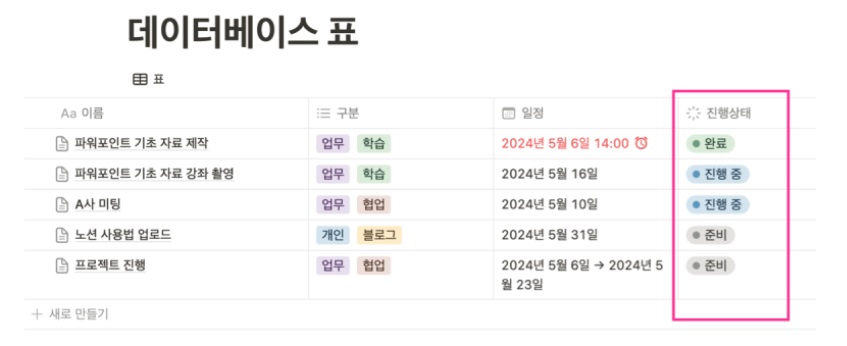 데이터베이스 표
표
Aa 이름 구분 일정 진행상태
파워포인트 기초 자료 제작 업무 학습 2024년 5월 6일 14:00 완료
파워포인트 기초 자료 강좌 촬영 업무 학습 2024년 5월 16일 진행 중
A사 미팅 업무 협업 2024년 5월 10일 진행 중
노션 사용법 업로드 개인 블로그 2024년 5월 31일 준비
프로젝트 진행 업무 협업 2024년 5월 6일 → 2024년 5 준비
월 23일
+ 새로 만들기